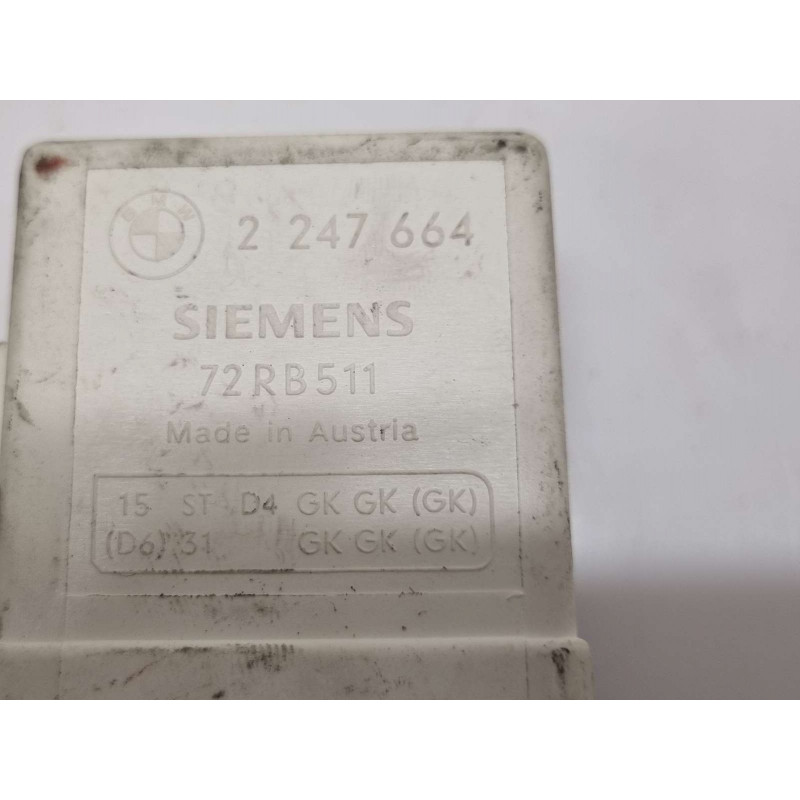 BMW
2 247 664
SIEMENS
72RB511
Made in Austria
15 ST D4 GK GK (GK)
(D6) 31 GK GK (GK)